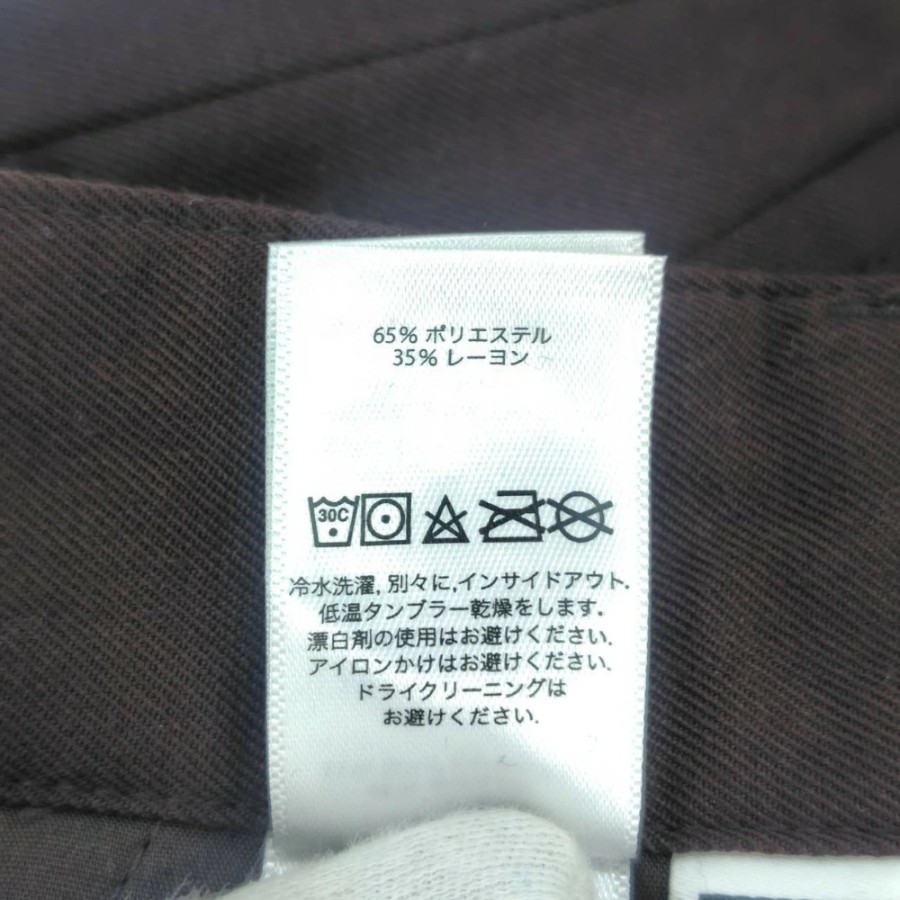 65% ポリエステル
35% レーヨン
30C
冷水洗濯, 別々に,インサイドアウト.
低温タンブラー乾燥をします.
漂白剤の使用はお避けください.
アイロンかけはお避けください.
ドライクリーニングは
お避けください.